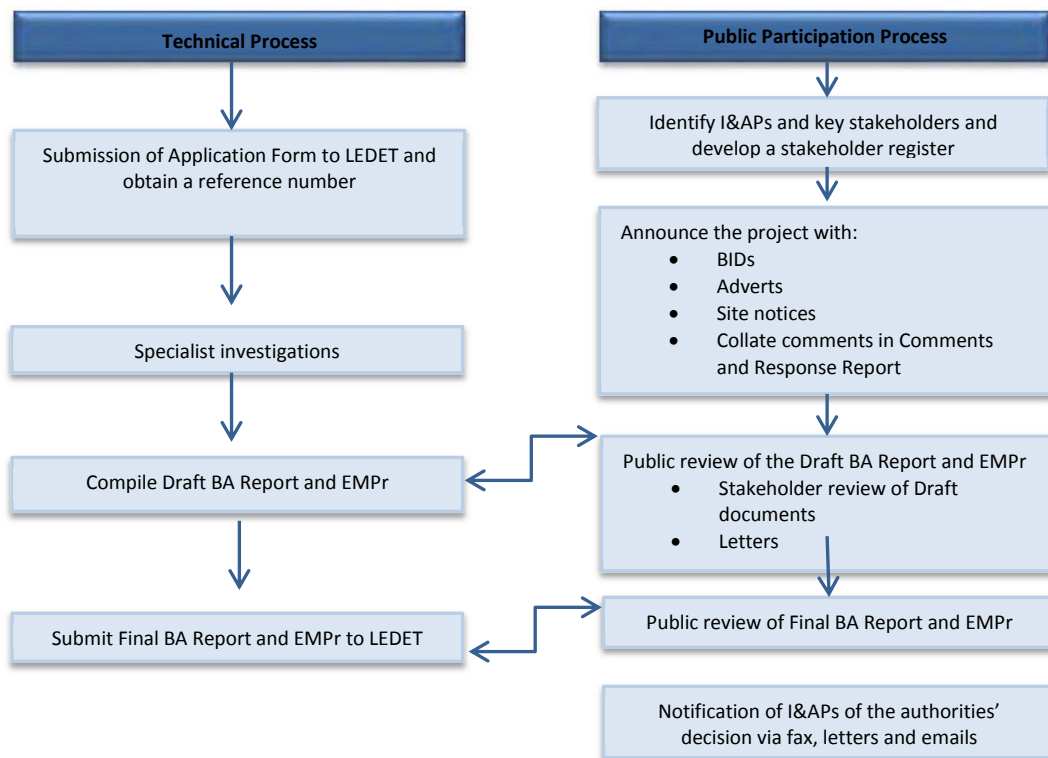 Technical Process
Submission of Application Form to LEDET and
obtain a reference number
Specialist investigations
Compile Draft BA Report and EMPr
Submit Final BA Report and EMPr to LEDET
Public Participation Process
Identify I&APs and key stakeholders and
develop a stakeholder register
Announce the project with:
• BIDs
• Adverts
• Site notices
• Collate comments in Comments
and Response Report
Public review of the Draft BA Report and EMPr
• Stakeholder review of Draft
documents
• Letters
Public review of Final BA Report and EMPr
Notification of I&APs of the authorities’
decision via fax, letters and emails